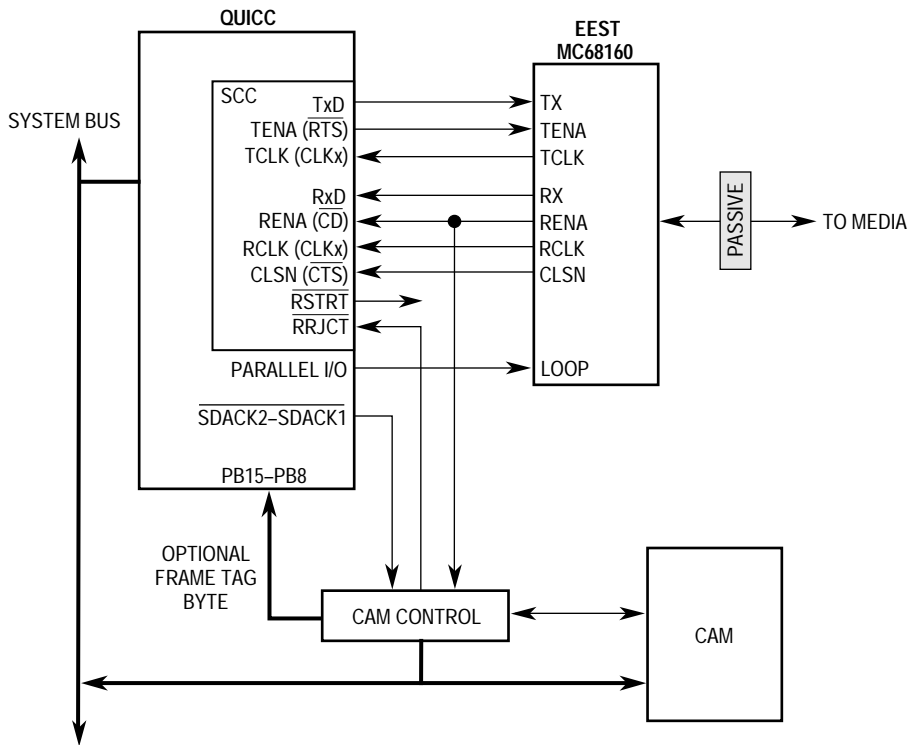 QUICC
EEST
MC68160
SCC
TxD
TX
SYSTEM BUS
TENA (RTS)
TENA
TCLK (CLKx)
TCLK
RxD
RX
RENA (CD)
RENA
PASSIVE
TO MEDIA
RCLK (CLKx)
RCLK
CLSN (CTS)
CLSN
RSTRT
RRJCT
PARALLEL I/O
LOOP
SDACK2–SDACK1
PB15–PB8
OPTIONAL
FRAME TAG
BYTE
CAM CONTROL
CAM